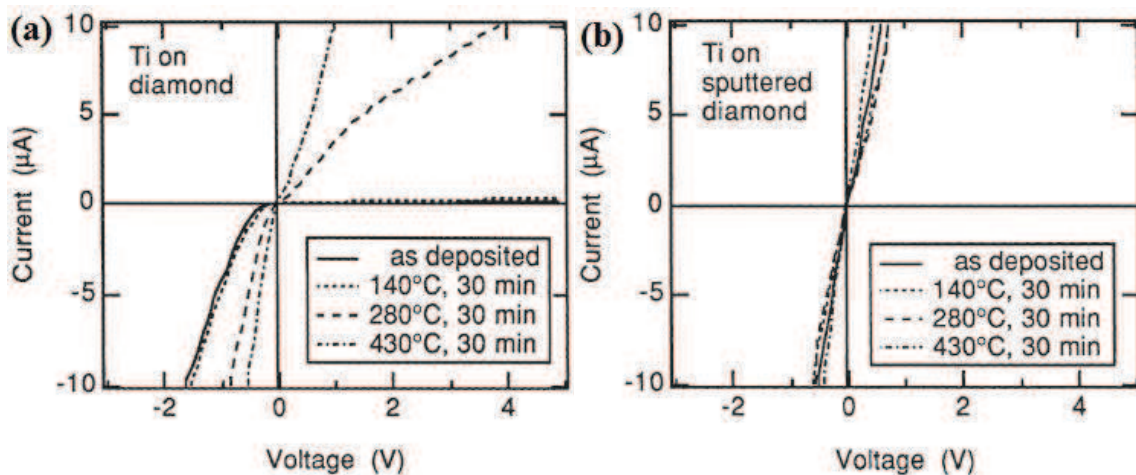 (a)
Ti on
diamond
Current (µA)
10
5
0
-5
-10
as deposited
140°C, 30 min
280°C, 30 min
430°C, 30 min
-2 0 2 4
Voltage (V)
(b)
Ti on
sputtered
diamond
Current (µA)
10
5
0
-5
-10
as deposited
140°C, 30 min
280°C, 30 min
430°C, 30 min
-2 0 2 4
Voltage (V)